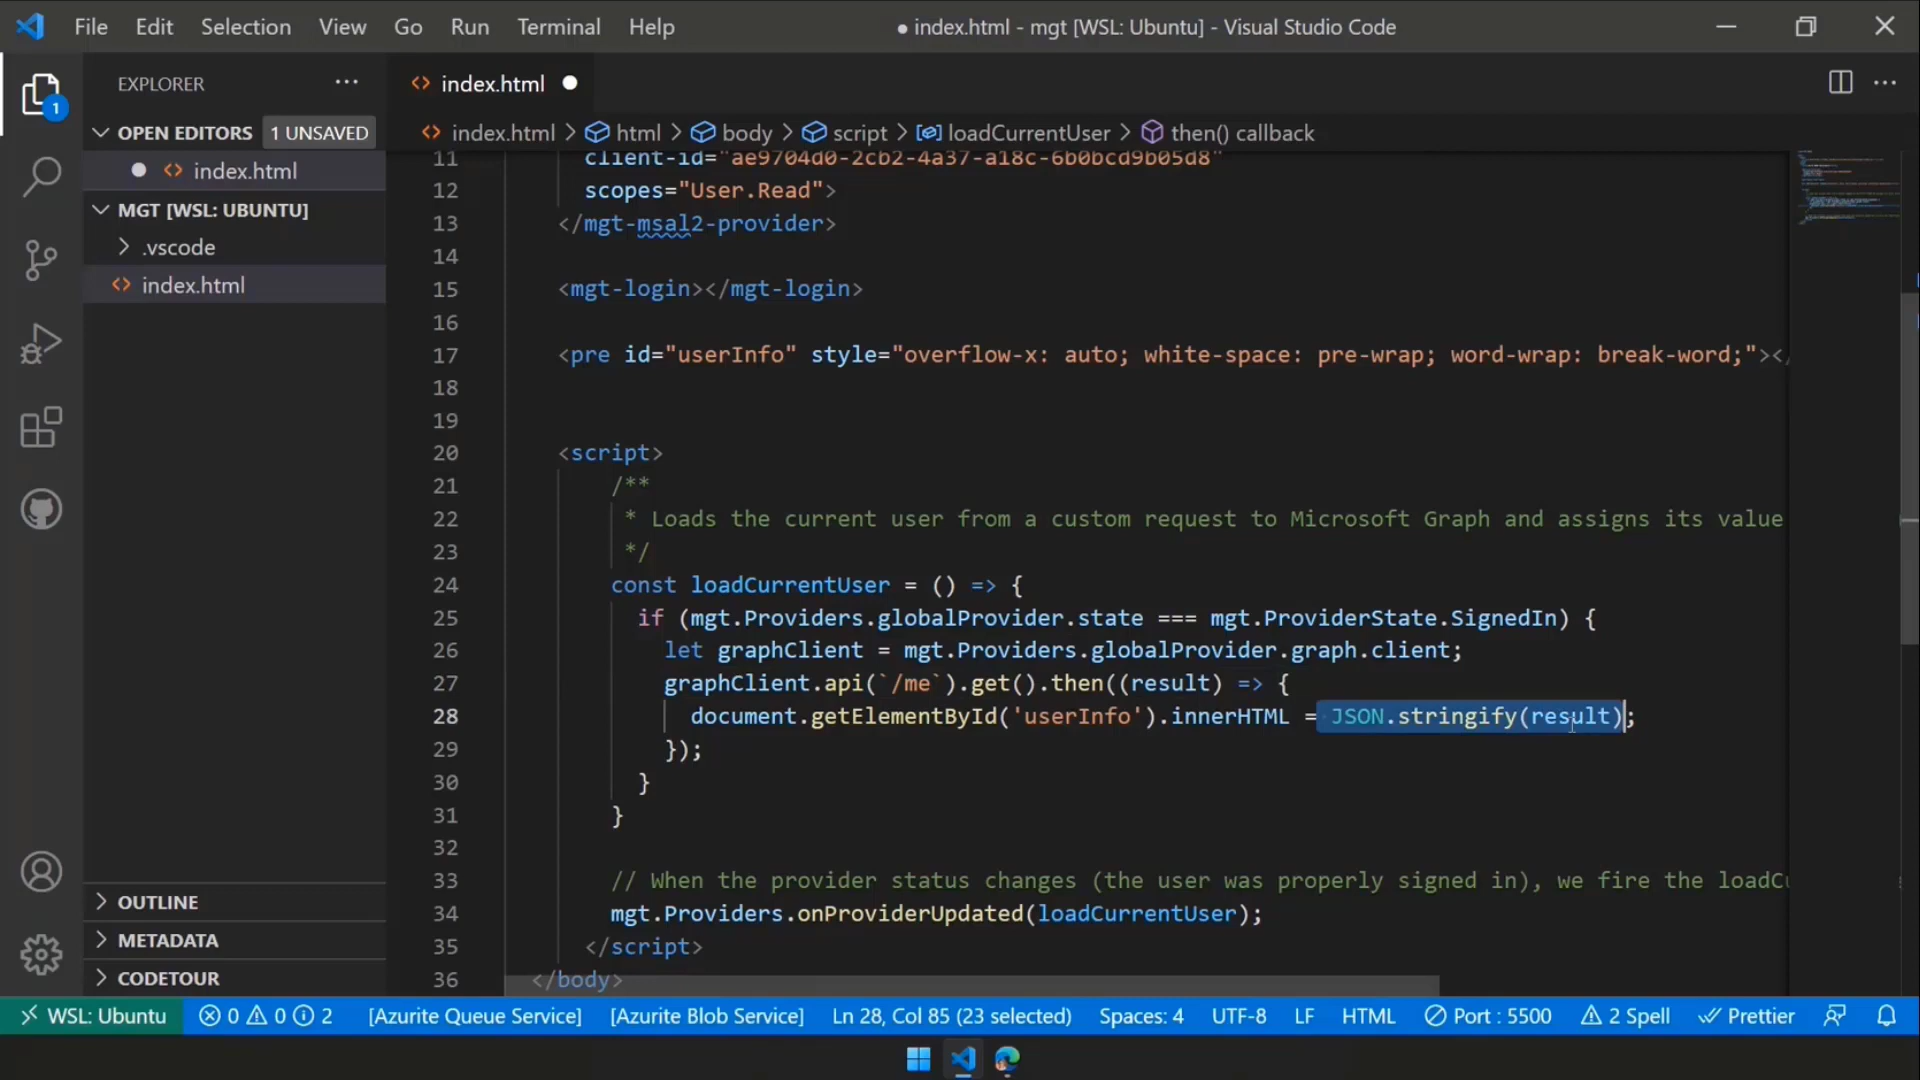 File Edit Selection View Go Run Terminal Help
● index.html - mgt [WSL: Ubuntu] - Visual Studio Code
EXPLORER
OPEN EDITORS 1 UNSAVED
index.html
MGT [WSL: UBUNTU]
.vscode
index.html
OUTLINE
METADATA
CODETOUR
1
index.html
index.html > html > body > script > loadCurrentUser > then() callback
11 client-id="ae9704d0-2cb2-4a37-a18c-6b0bcd9b05d8"
12 scopes="User.Read">
13 </mgt-msal2-provider>
14
15 <mgt-login></mgt-login>
16
17 <pre id="userInfo" style="overflow-x: auto; white-space: pre-wrap; word-wrap: break-word;"><
18
19
20 <script>
21 /**
22 * Loads the current user from a custom request to Microsoft Graph and assigns its value
23 */
24 const loadCurrentUser = () => {
25 if (mgt.Providers.globalProvider.state === mgt.ProviderState.SignedIn) {
26 let graphClient = mgt.Providers.globalProvider.graph.client;
27 graphClient.api(`/me`).get().then((result) => {
28 document.getElementById('userInfo').innerHTML = JSON.stringify(result);
29 });
30 }
31 }
32
33 // When the provider status changes (the user was properly signed in), we fire the
34 mgt.Providers.onProviderUpdated(loadCurrentUser);
35 </script>
36 </body>
WSL: Ubuntu 0 0 2 [Azurite Queue Service] [Azurite Blob Service] Ln 28, Col 85 (23 selected) Spaces: 4 UTF-8 LF HTML Port : 5500 2 Spell Prettier